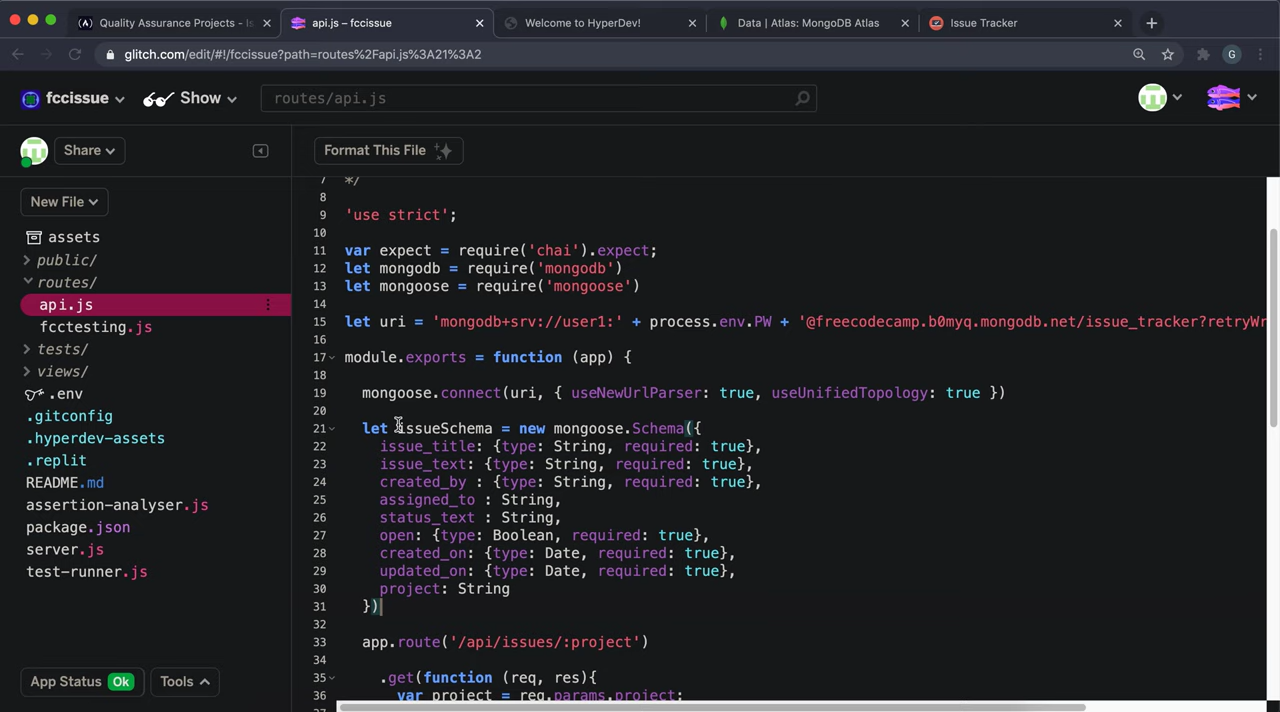 Quality Assurance Projects - Is
api.js – fccissue
Welcome to HyperDev!
Data | Atlas: MongoDB Atlas
Issue Tracker
glitch.com/edit/#!/fccissue?path=routes%2Fapi.js%3A21%3A2
G
fccissue
Show
routes/api.js
Share
Format This File
New File
assets
public/
routes/
api.js
fcctesting.js
tests/
views/
.env
.gitconfig
.hyperdev-assets
.replit
README.md
assertion-analyser.js
package.json
server.js
test-runner.js
App Status Ok
Tools
7 */
8
9 'use strict';
10
11 var expect = require('chai').expect;
12 let mongodb = require('mongodb')
13 let mongoose = require('mongoose')
14
15 let uri = 'mongodb+srv://user1:' + process.env.PW + '@freecodecamp.b0myq.mongodb.net/issue_tracker?retryWr
16
17 module.exports = function (app) {
18
19 mongoose.connect(uri, { useNewUrlParser: true, useUnifiedTopology: true })
20
21 let issueSchema = new mongoose.Schema({
22 issue_title: {type: String, required: true},
23 issue_text: {type: String, required: true},
24 created_by : {type: String, required: true},
25 assigned_to : String,
26 status_text : String,
27 open: {type: Boolean, required: true},
28 created_on: {type: Date, required: true},
29 updated_on: {type: Date, required: true},
30 project: String
31 })
32
33 app.route('/api/issues/:project')
34
35 .get(function (req, res){
36 var project = req.params.project;